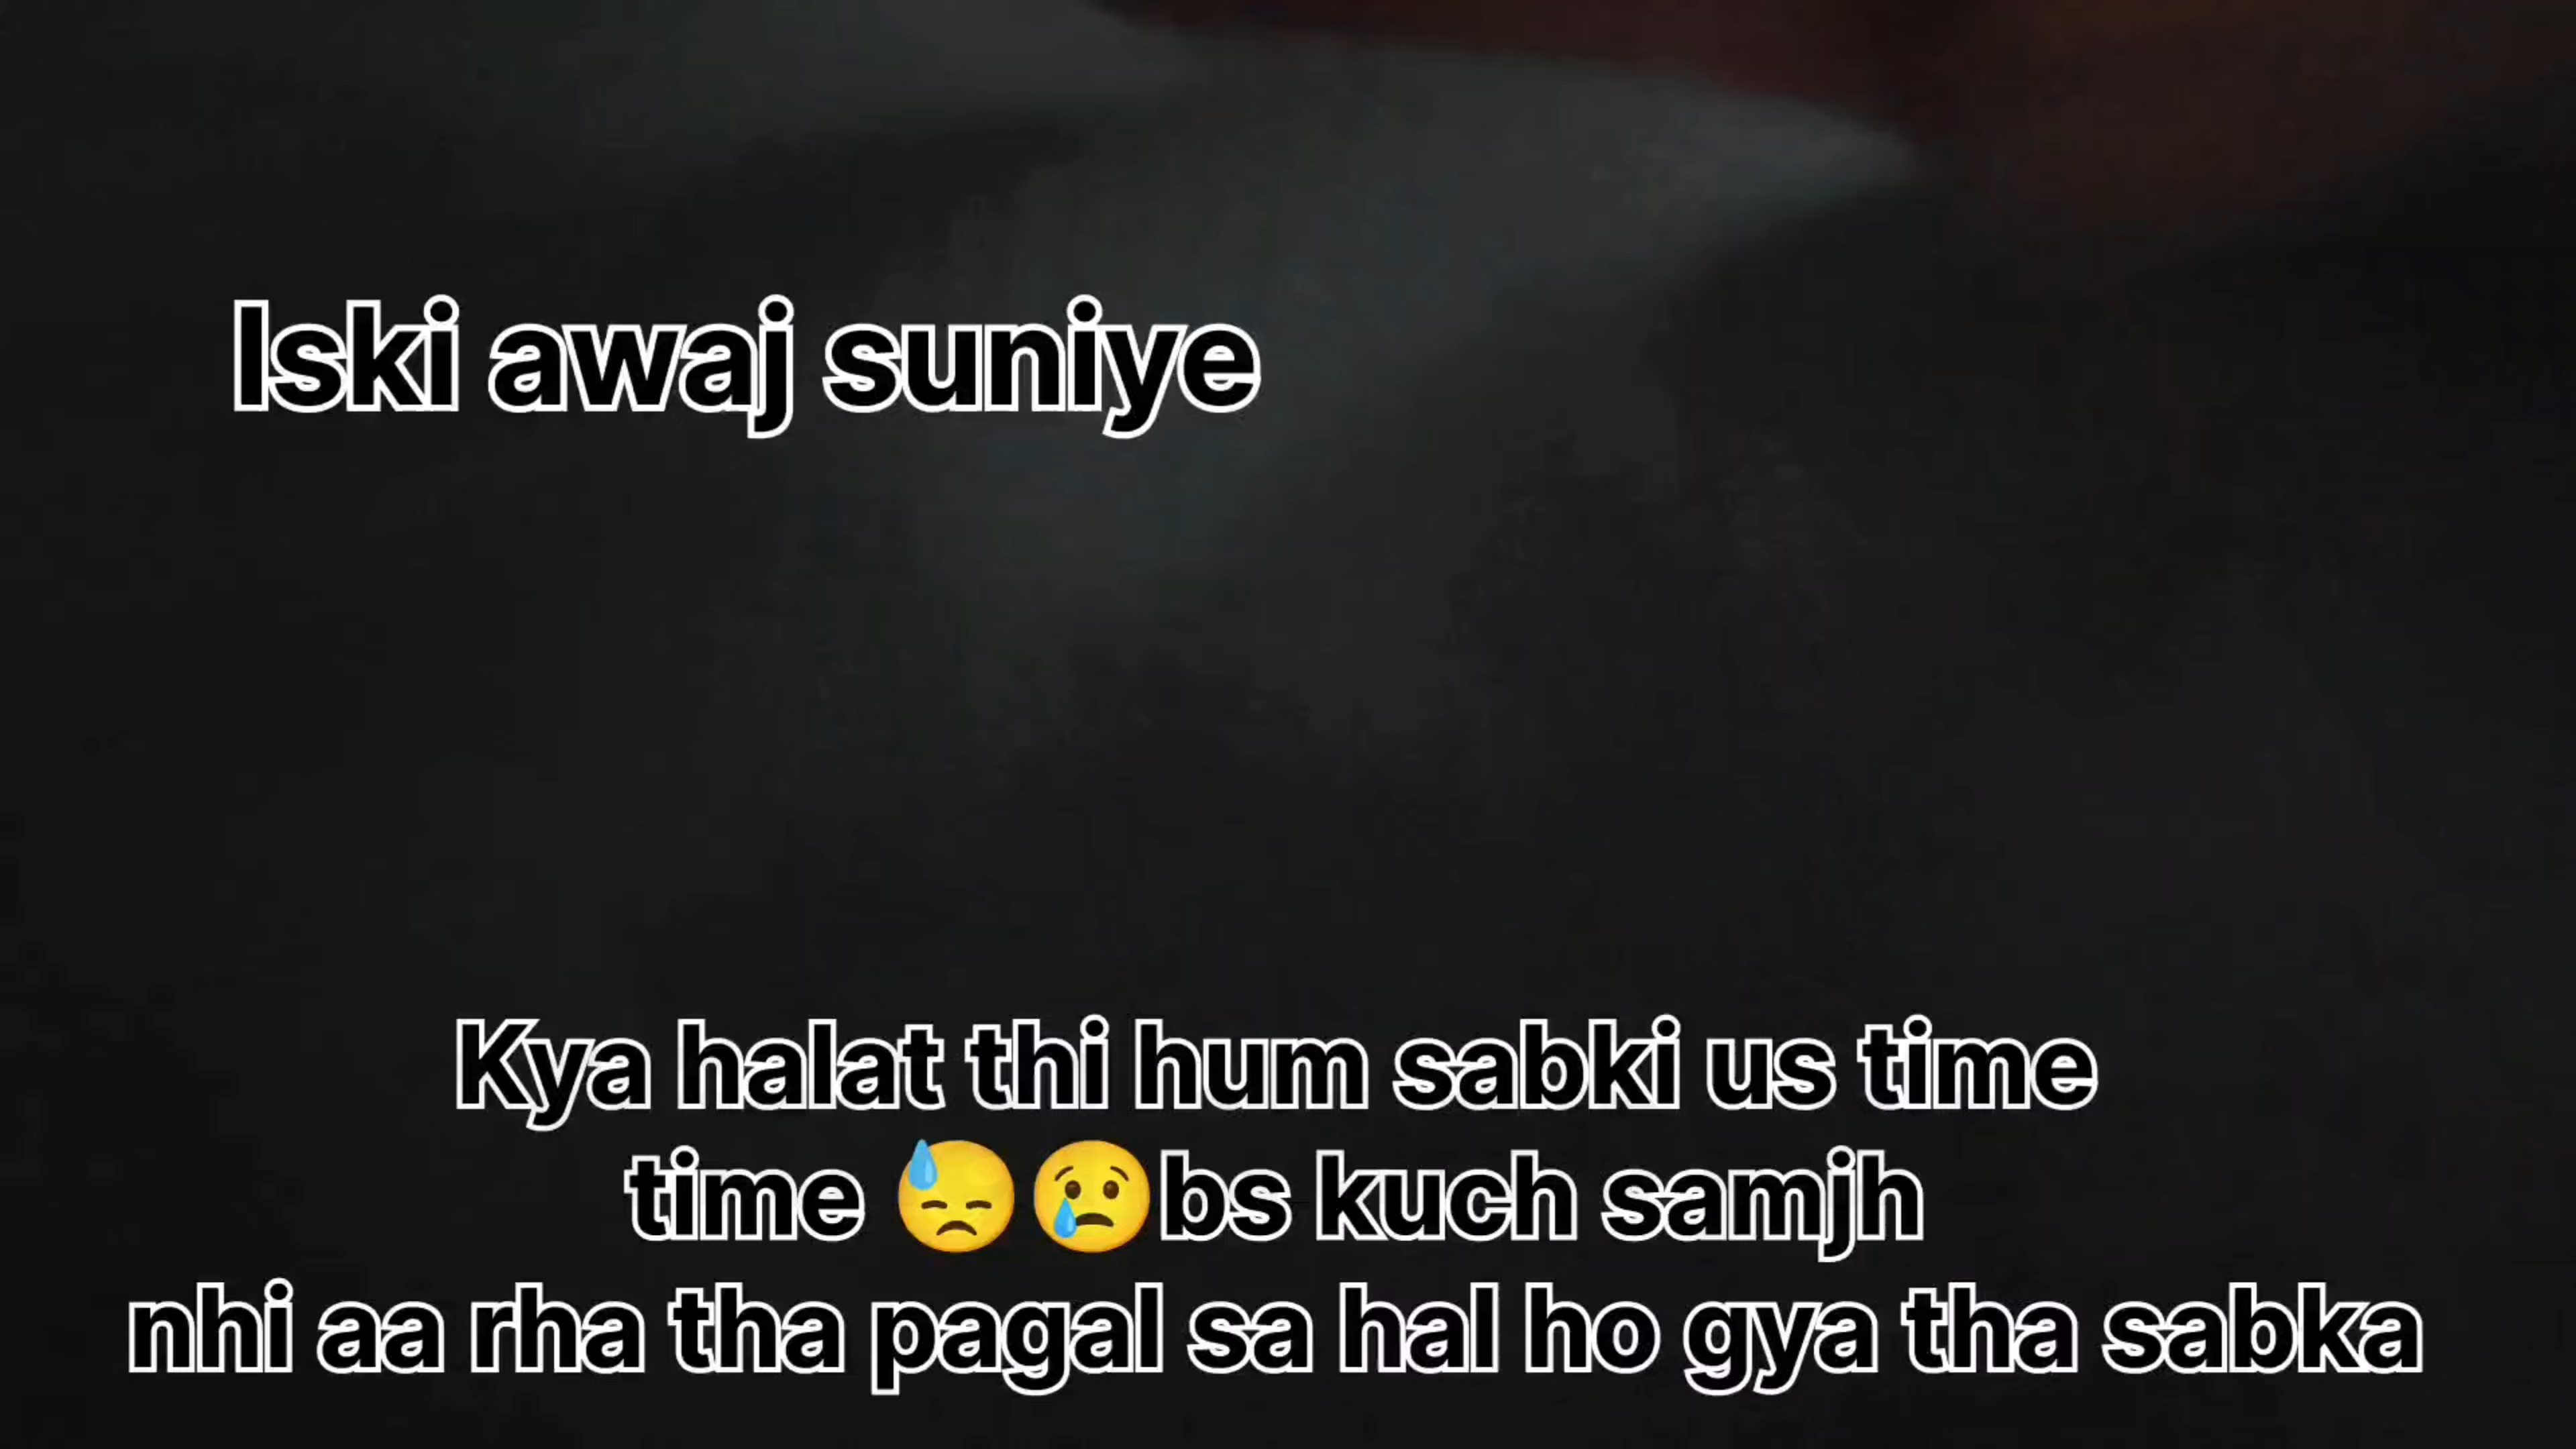 Iski awaj suniye
Kya halat thi hum sabki us time
time 😓😢bs kuch samjh
nhi aa rha tha pagal sa hal ho gya tha sabka